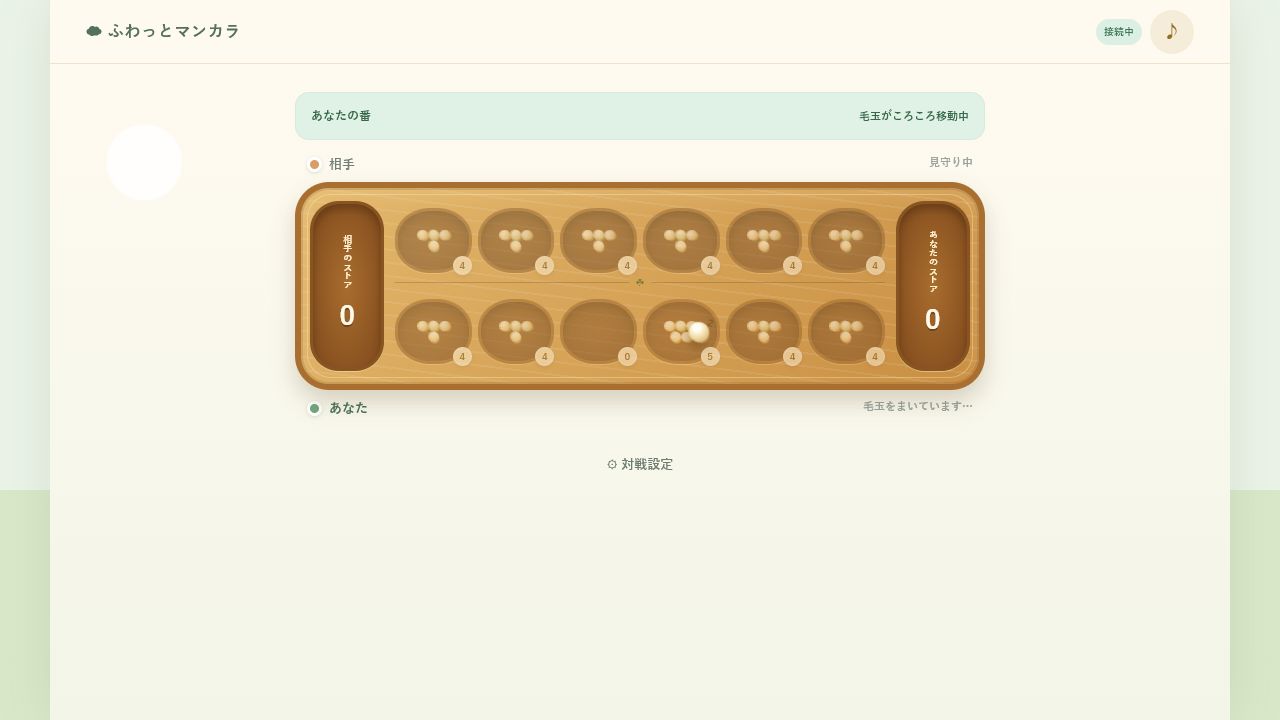 ふわっとマンカラ
接続中
♪
あなたの番
毛玉がころころ移動中
相手
見守り中
相手のストア
0
4
4
4
4
4
4
あなたのストア
0
4
4
0
5
4
4
あなた
毛玉をまいています…
⚙ 対戦設定